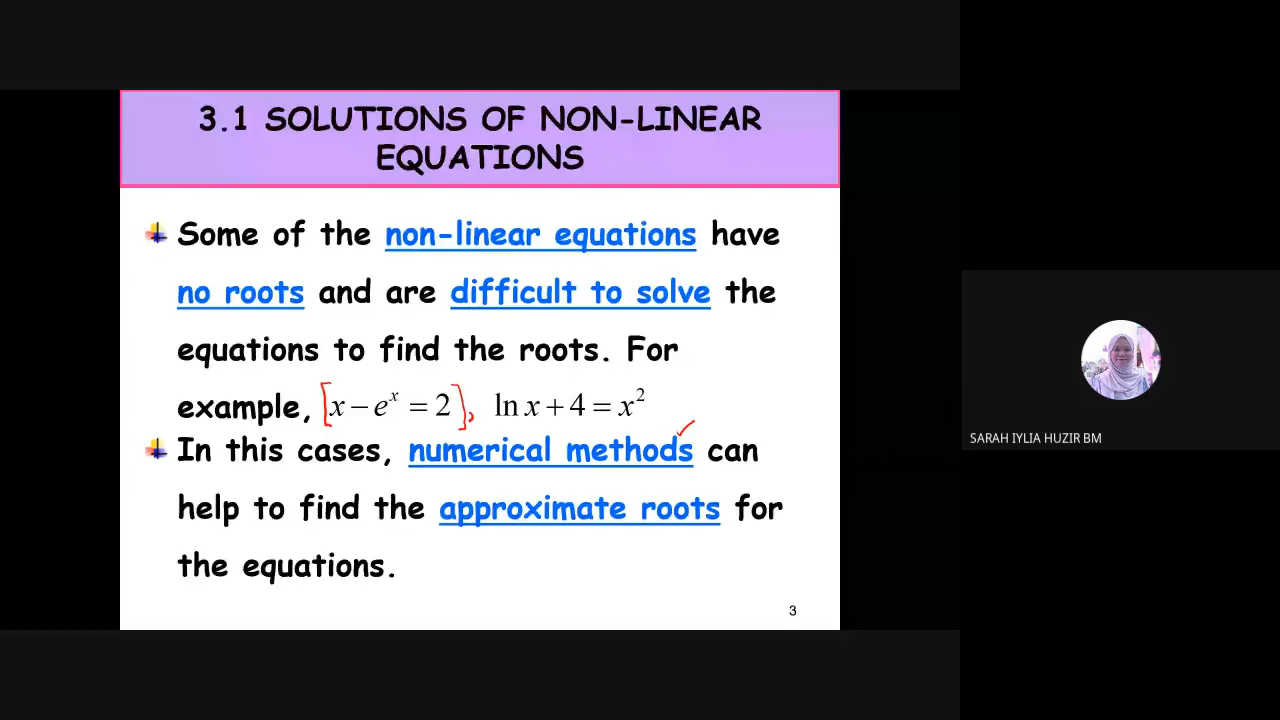 3.1 SOLUTIONS OF NON-LINEAR
EQUATIONS
Some of the non-linear equations have
no roots and are difficult to solve the
equations to find the roots. For
example, [x − eˣ = 2], ln x + 4 = x²
In this cases, numerical methods can
help to find the approximate roots for
the equations.
3
SARAH IYLIA HUZIR BM